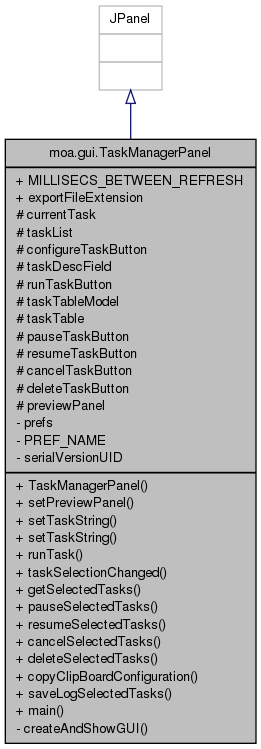 JPanel
moa.gui.TaskManagerPanel
+ MILLISECS_BETWEEN_REFRESH
+ exportFileExtension
# currentTask
# taskList
# configureTaskButton
# taskDescField
# runTaskButton
# taskTableModel
# taskTable
# pauseTaskButton
# resumeTaskButton
# cancelTaskButton
# deleteTaskButton
# previewPanel
- prefs
- PREF_NAME
- serialVersionUID
+ TaskManagerPanel()
+ setPreviewPanel()
+ setTaskString()
+ setTaskString()
+ runTask()
+ taskSelectionChanged()
+ getSelectedTasks()
+ pauseSelectedTasks()
+ resumeSelectedTasks()
+ cancelSelectedTasks()
+ deleteSelectedTasks()
+ copyClipBoardConfiguration()
+ saveLogSelectedTasks()
+ main()
- createAndShowGUI()